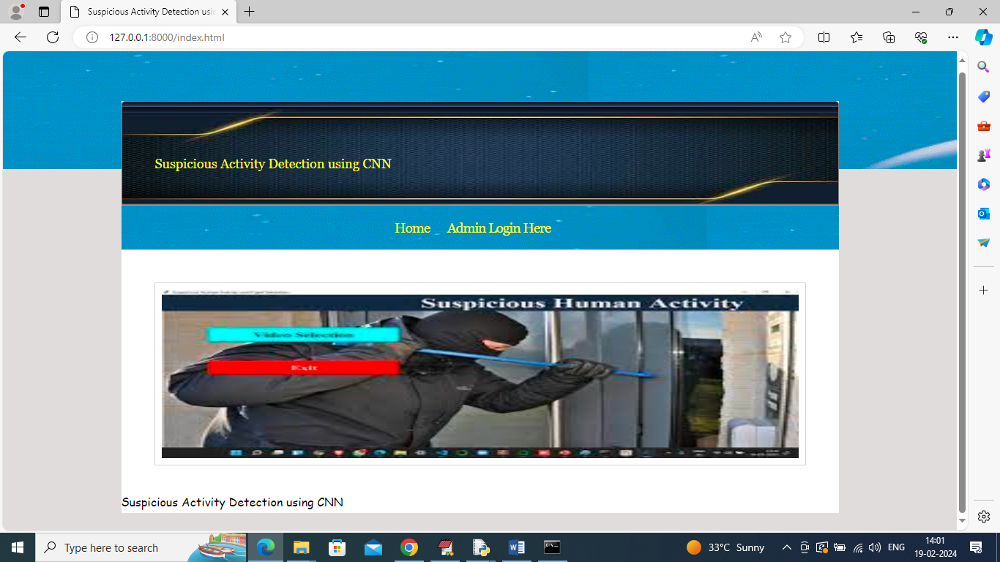 Suspicious Activity Detection usin
127.0.0.1:8000/index.html
Suspicious Activity Detection using CNN
Home Admin Login Here
Suspicious Human Activity
Video Selection
Exit
Suspicious Activity Detection using CNN
Type here to search
33°C Sunny
ENG
14:01
19-02-2024